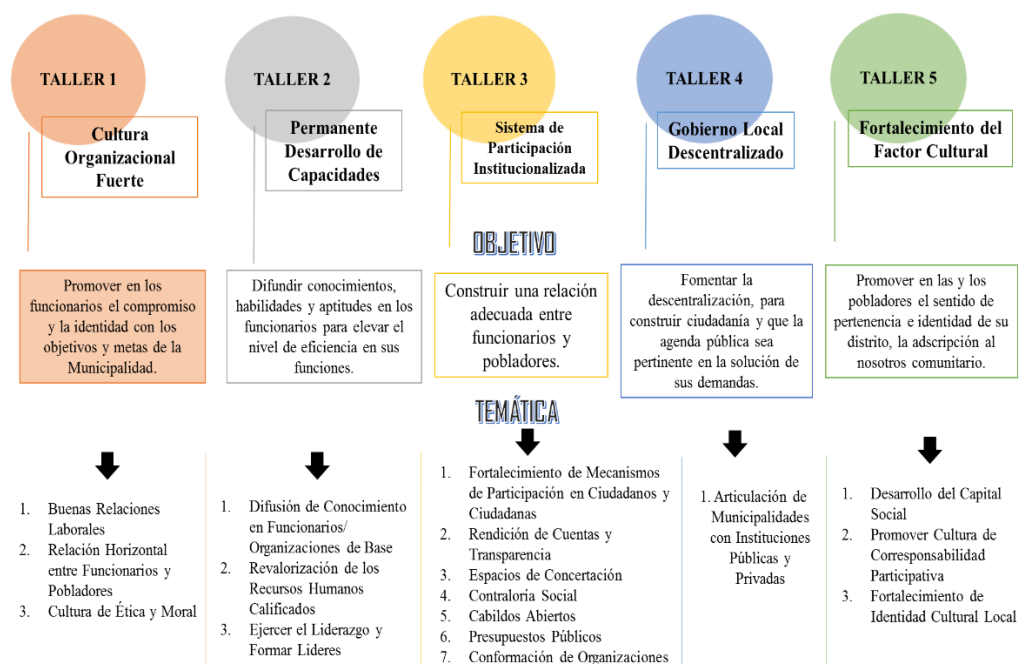 TALLER 1
TALLER 2
TALLER 3
TALLER 4
TALLER 5
Cultura
Organizacional
Fuerte
Permanente
Desarrollo de
Capacidades
Sistema de
Participación
Institucionalizada
Gobierno Local
Descentralizado
Fortalecimiento del
Factor Cultural
OBJETIVO
Promover en los
funcionarios el compromiso
y la identidad con los
objetivos y metas de la
Municipalidad.
Difundir conocimientos,
habilidades y aptitudes en los
funcionarios para elevar el
nivel de eficiencia en sus
funciones.
Construir una relación
adecuada entre
funcionarios y
pobladores.
Fomentar la
descentralización, para
construir ciudadanía y que la
agenda pública sea
pertinente en la solución de
sus demandas.
Promover en las y los
pobladores el sentido de
pertenencia e identidad de su
distrito, la adscripción al
nosotros comunitario.
TEMÁTICA
1. Buenas Relaciones
Laborales
2. Relación Horizontal
entre Funcionarios y
Pobladores
3. Cultura de Ética y Moral
1. Difusión de Conocimiento
en Funcionarios/
Organizaciones de Base
2. Revalorización de los
Recursos Humanos
Calificados
3. Ejercer el Liderazgo y
Formar Lideres
1. Fortalecimiento de Mecanismos
de Participación en Ciudadanos y
Ciudadanas
2. Rendición de Cuentas y
Transparencia
3. Espacios de Concertación
4. Contraloría Social
5. Cabildos Abiertos
6. Presupuestos Públicos
7. Conformación de Organizaciones
1. Articulación de
Municipalidades
con Instituciones
Públicas y
Privadas
1. Desarrollo del Capital
Social
2. Promover Cultura de
Corresponsabilidad
Participativa
3. Fortalecimiento de
Identidad Cultural Local